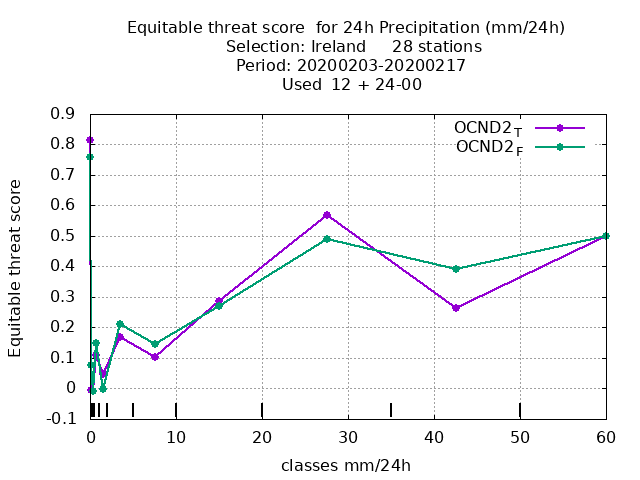 Equitable threat score  for 24h Precipitation (mm/24h)
Selection: Ireland     28 stations
Period: 20200203-20200217
Used  12 + 24-00
OCND2T
OCND2F
Equitable threat score
0.9
0.8
0.7
0.6
0.5
0.4
0.3
0.2
0.1
0
-0.1
0 10 20 30 40 50 60
classes mm/24h